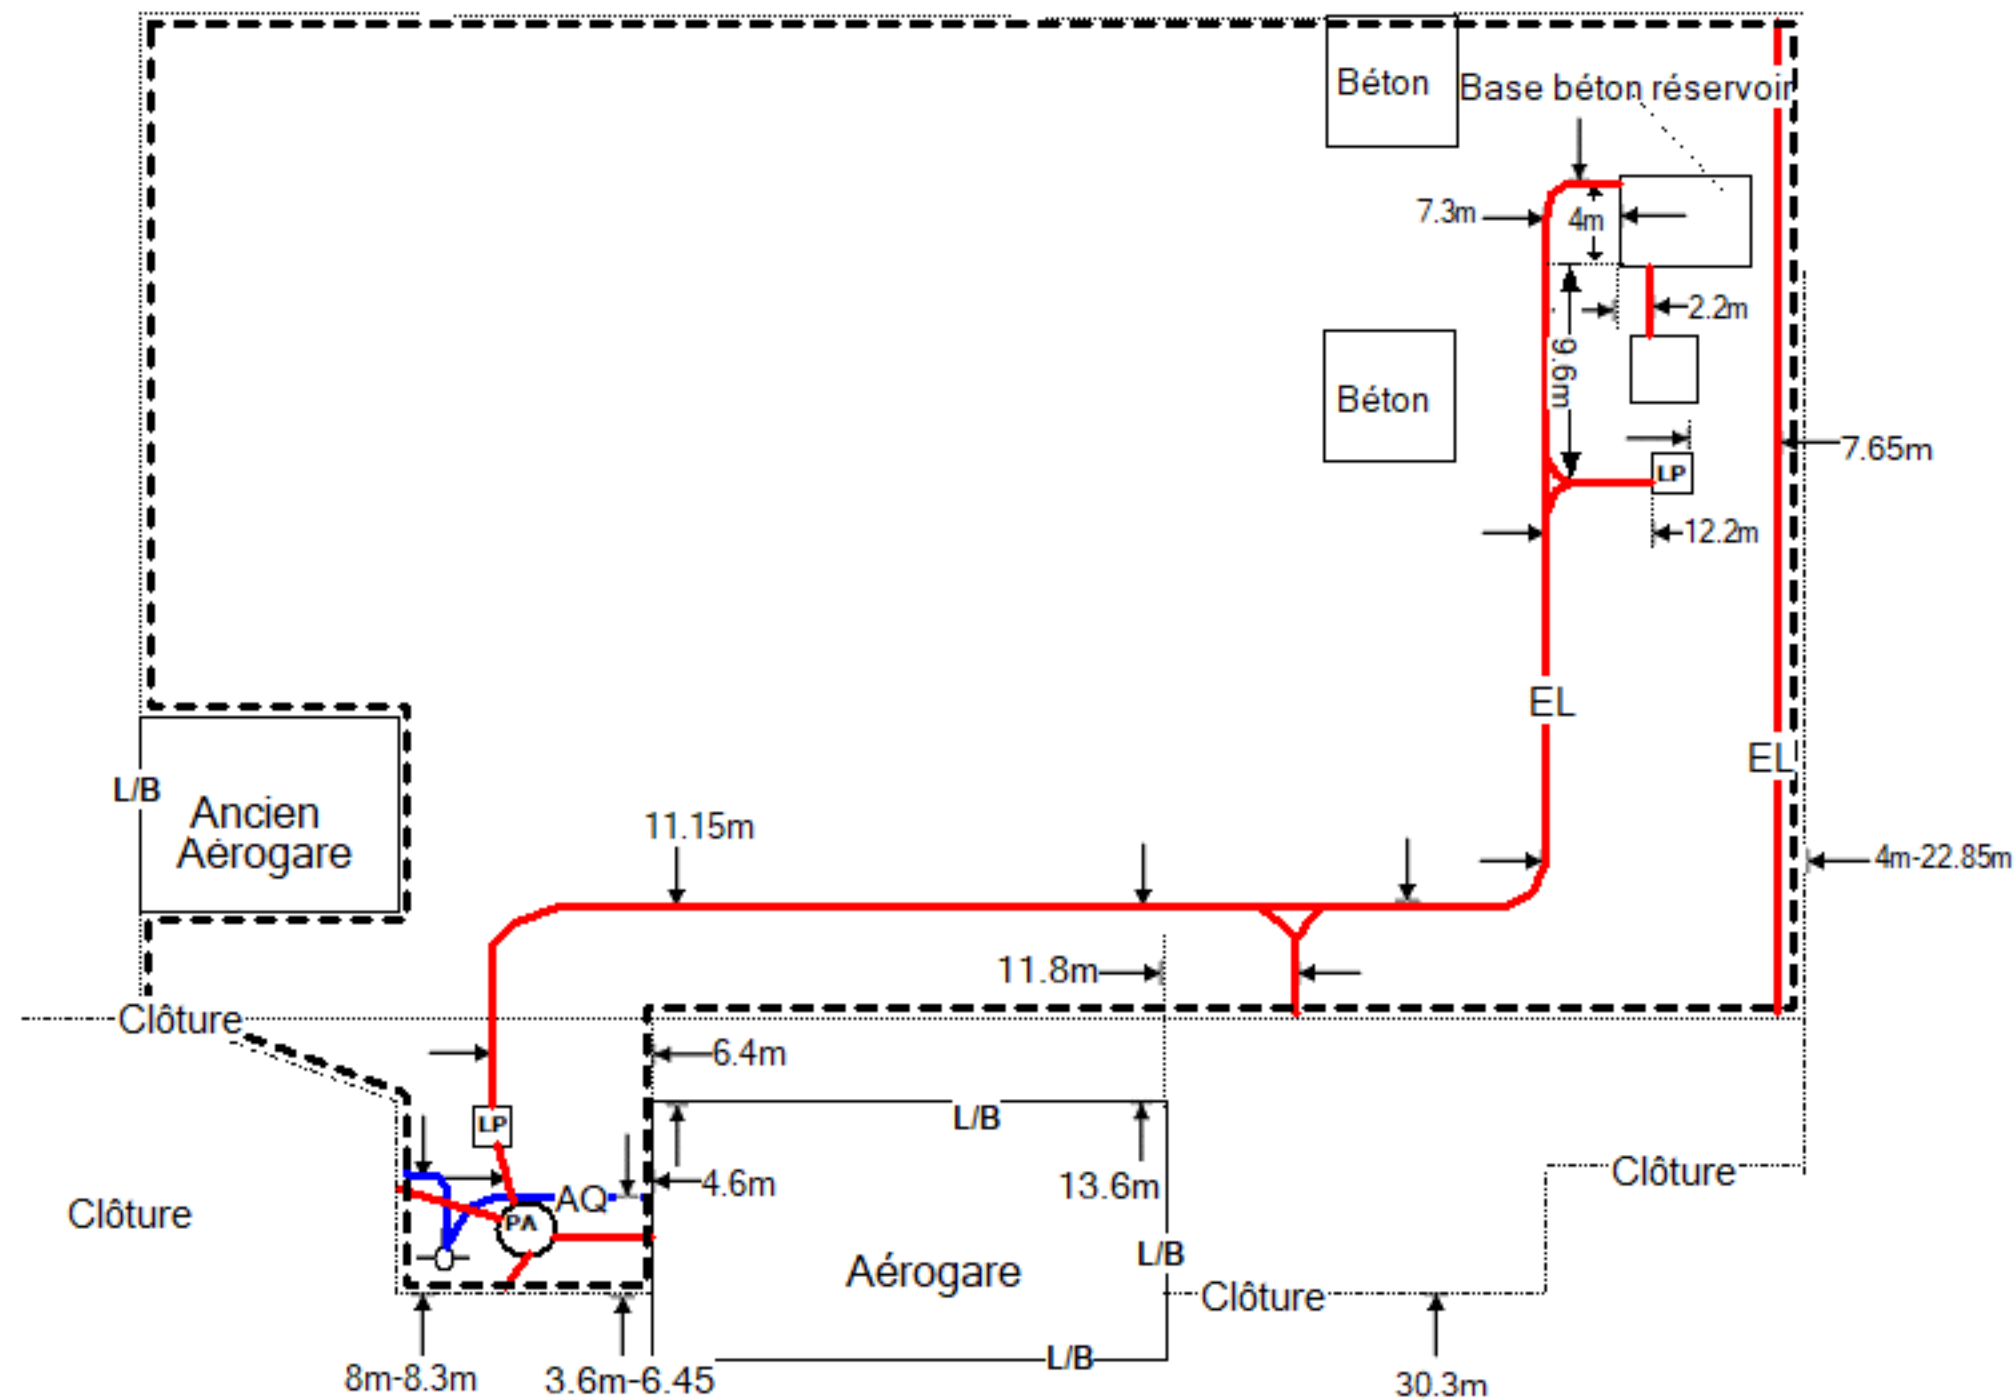 Béton
Base béton réservoir
7.3m
4m
2.2m
9.6m
Béton
7.65m
LP
12.2m
EL
EL
L/B
Ancien
Aérogare
11.15m
4m-22.85m
11.8m
Clôture
6.4m
L/B
LP
4.6m
13.6m
Clôture
Clôture
AQ
PA
L/B
Aérogare
Clôture
L/B
8m-8.3m
3.6m-6.45
30.3m